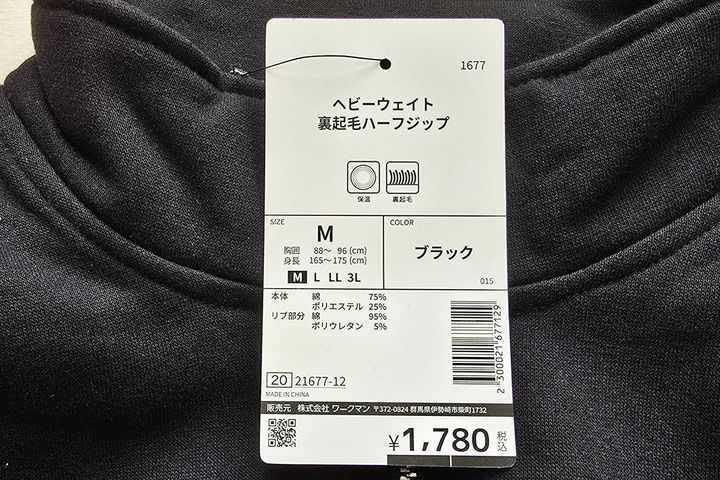 1677
ヘビーウェイト
裏起毛ハーフジップ
保温 裏起毛
SIZE
M
胸囲 88～ 96(cm)
身長 165～175(cm)
M L LL 3L
COLOR
ブラック
015
本体 綿 75%
ポリエステル 25%
リブ部分 綿 95%
ポリウレタン 5%
2 300021 677129
20 21677-12
MADE IN CHINA
販売元 株式会社 ワークマン 〒372-0824 群馬県伊勢崎市柴町1732
¥1,780 税込